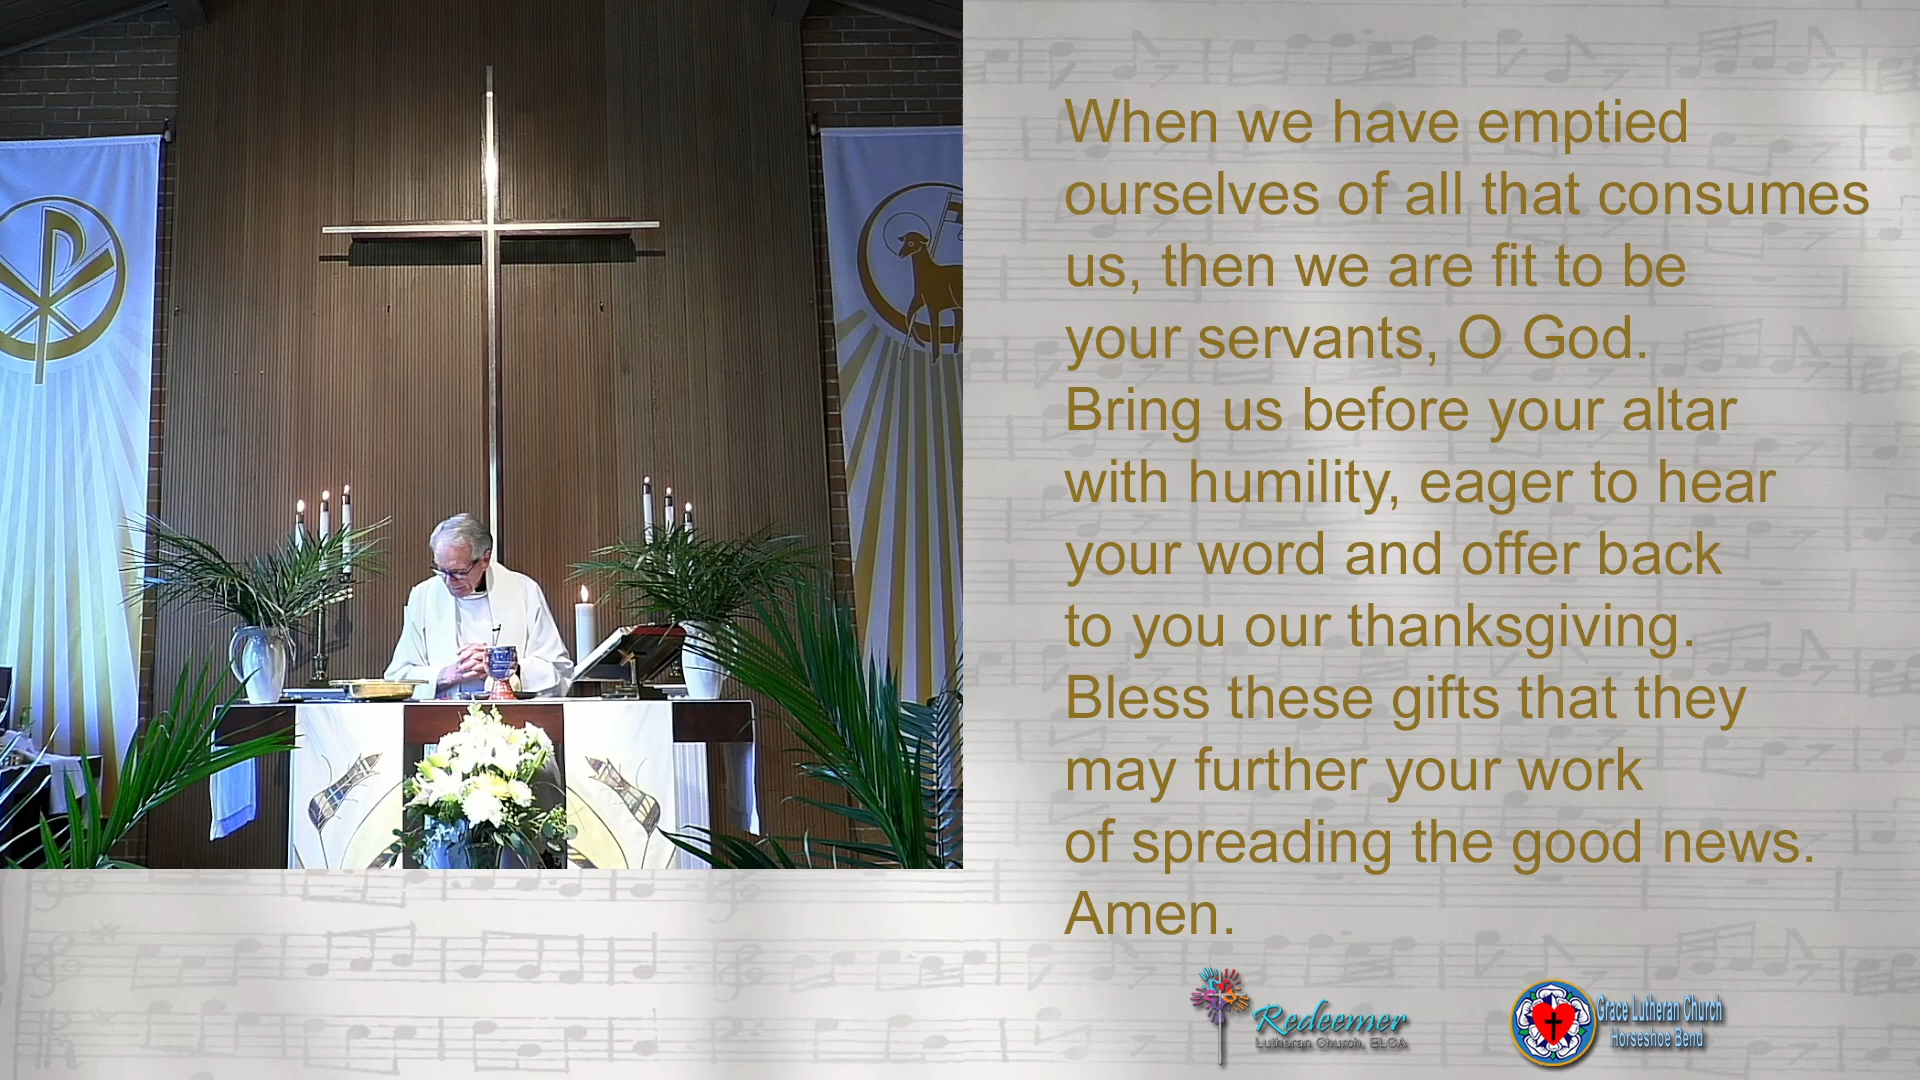 When we have emptied
ourselves of all that consumes
us, then we are fit to be
your servants, O God.
Bring us before your altar
with humility, eager to hear
your word and offer back
to you our thanksgiving.
Bless these gifts that they
may further your work
of spreading the good news.
Amen.
Redeemer
Lutheran Church, ELCA
Grace Lutheran Church
Horseshoe Bend